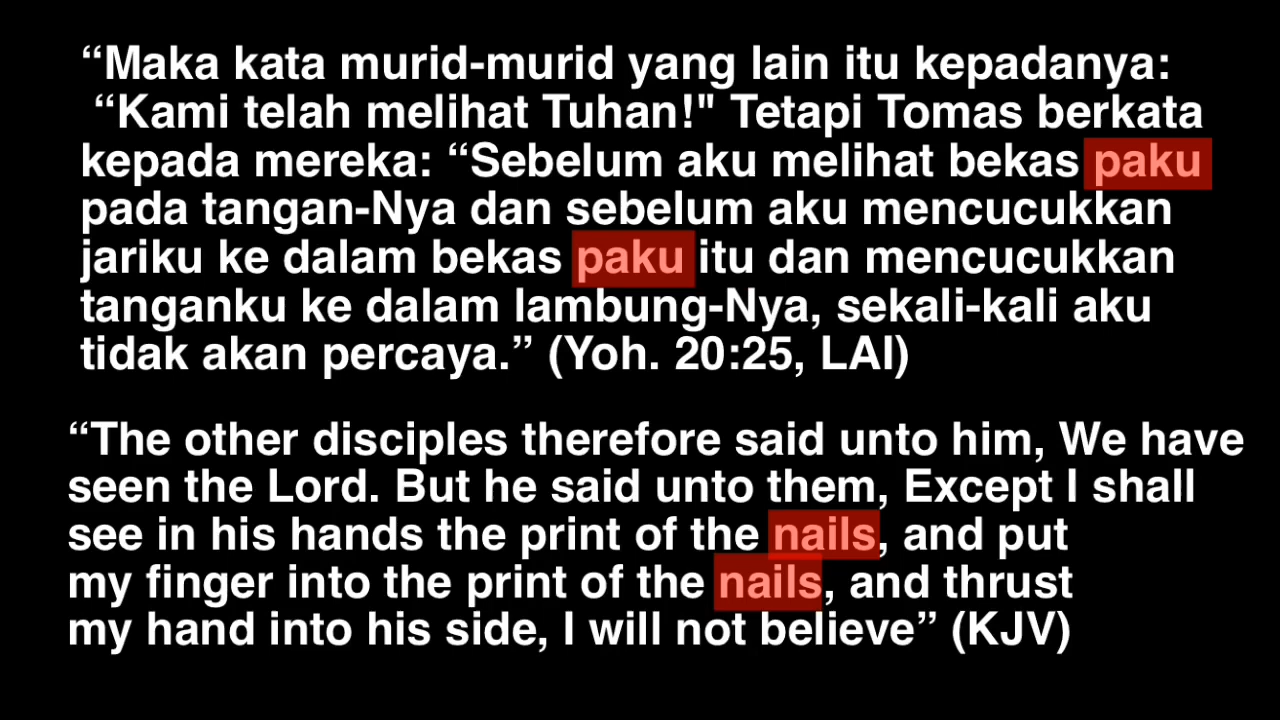 “Maka kata murid-murid yang lain itu kepadanya:
“Kami telah melihat Tuhan!" Tetapi Tomas berkata
kepada mereka: “Sebelum aku melihat bekas paku
pada tangan-Nya dan sebelum aku mencucukkan
jariku ke dalam bekas paku itu dan mencucukkan
tanganku ke dalam lambung-Nya, sekali-kali aku
tidak akan percaya.” (Yoh. 20:25, LAI)
“The other disciples therefore said unto him, We have
seen the Lord. But he said unto them, Except I shall
see in his hands the print of the nails, and put
my finger into the print of the nails, and thrust
my hand into his side, I will not believe” (KJV)